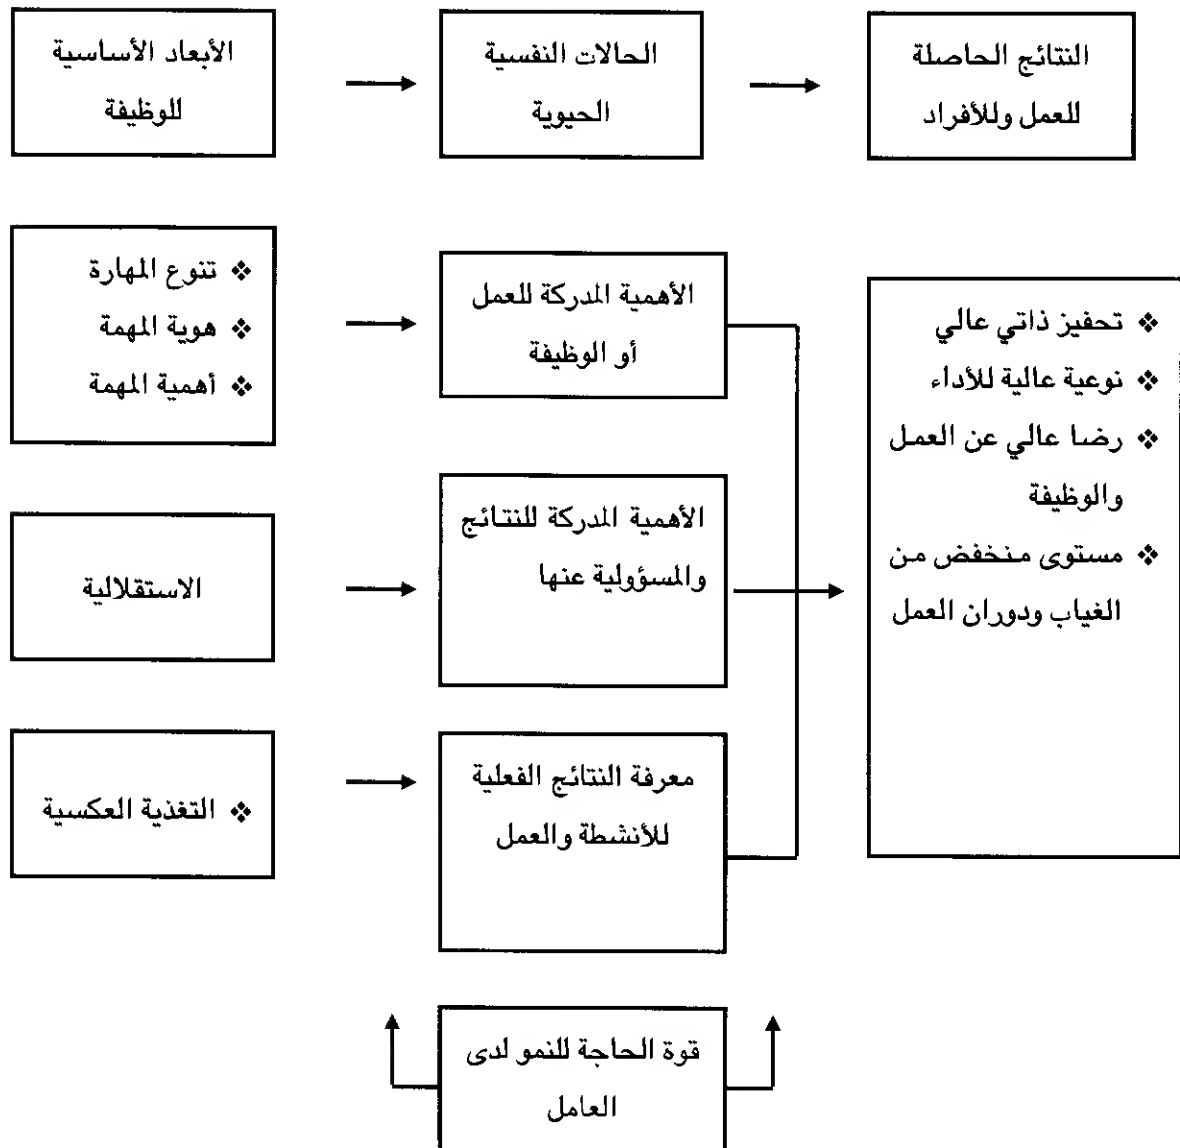 الأبعاد الأساسية
للوظيفة
الحالات النفسية
الحيوية
النتائج الحاصلة
للعمل وللأفراد
❖ تنوع المهارة
❖ هوية المهمة
❖ أهمية المهمة
الأهمية المدركة للعمل
أو الوظيفة
❖ تحفيز ذاتي عالي
❖ نوعية عالية للأداء
❖ رضا عالي عن العمل
والوظيفة
❖ مستوى منخفض من
الغياب ودوران العمل
الاستقلالية
الأهمية المدركة للنتائج
والمسؤولية عنها
❖ التغذية العكسية
معرفة النتائج الفعلية
للأنشطة والعمل
قوة الحاجة للنمو لدى
العامل